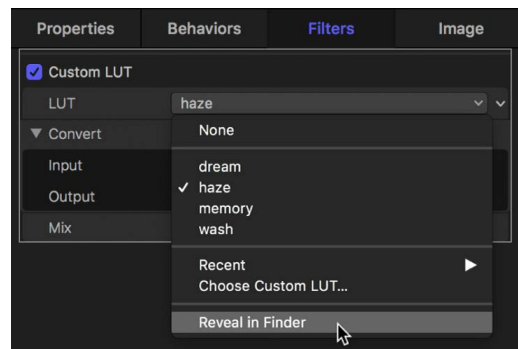 Properties Behaviors Filters Image
Custom LUT
LUT haze
Convert
Input
Output
Mix
None
dream
haze
memory
wash
Recent
Choose Custom LUT...
Reveal in Finder